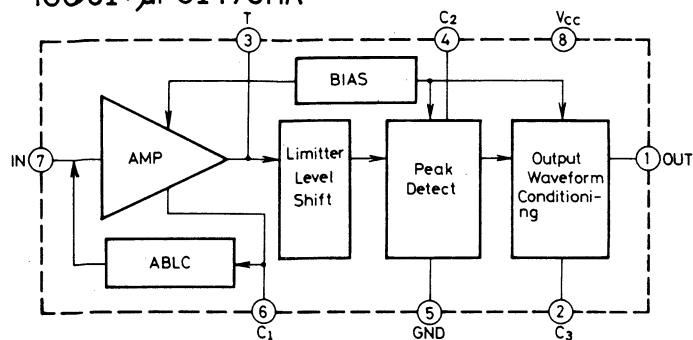 T
C2
VCC
3
4
8
BIAS
IN 7
AMP
Limitter
Level
Shift
Peak
Detect
Output
Waveform
Conditioni-
ng
1 OUT
ABLC
6
5
2
C1
GND
C3